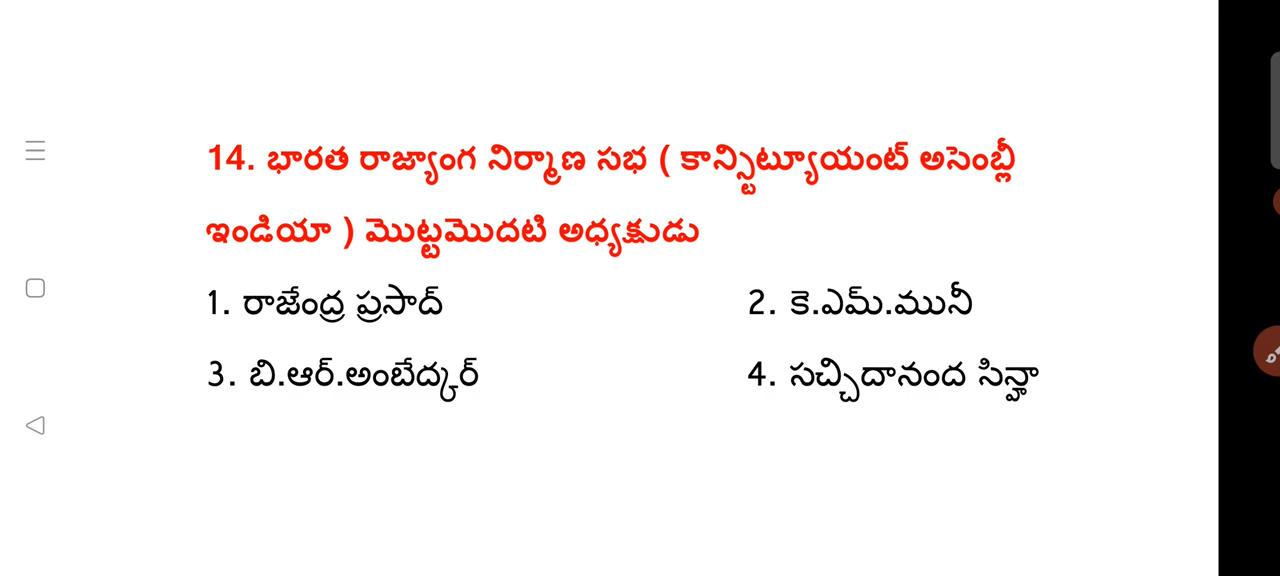 14. భారత రాజ్యాంగ నిర్మాణ సభ ( కాన్స్టిట్యూయంట్ అసెంబ్లీ
ఇండియా ) మొట్టమొదటి అధ్యక్షుడు
1. రాజేంద్ర ప్రసాద్ 2. కె.ఎమ్.మునీ
3. బి.ఆర్.అంబేద్కర్ 4. సచ్చిదానంద సిన్హా